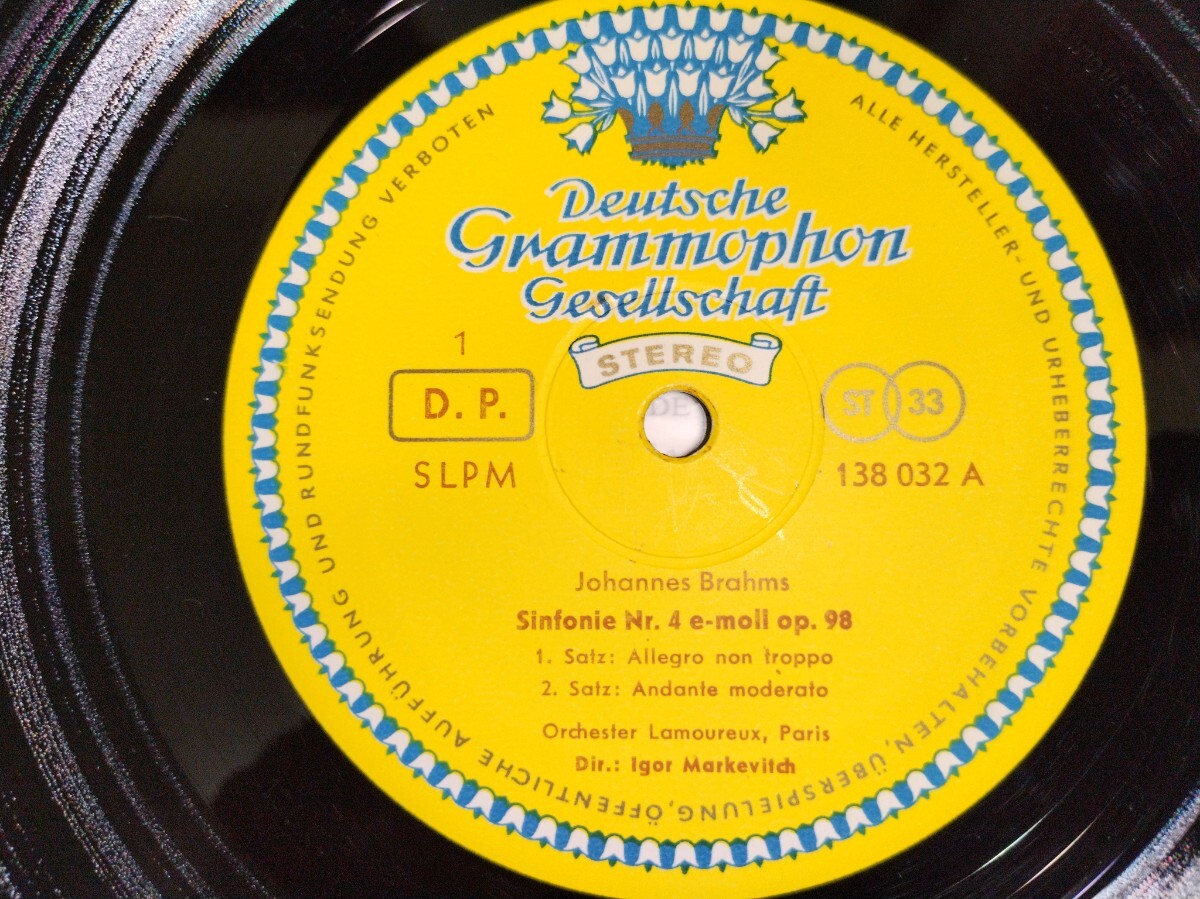 Deutsche
Grammophon
Gesellschaft
STEREO
1
D. P.
SLPM
ST 33
138 032 A
Johannes Brahms
Sinfonie Nr. 4 e-moll op. 98
1. Satz: Allegro non troppo
2. Satz: Andante moderato
Orchester Lamoureux, Paris
Dir.: Igor Markevitch
ALLE HERSTELLER- UND URHEBERRECHTE VORBEHALTEN, ÜBERSPIELUNG, ÖFFENTLICHE AUFFÜHRUNG UND RUNDFUNKSENDUNG VERBOTEN